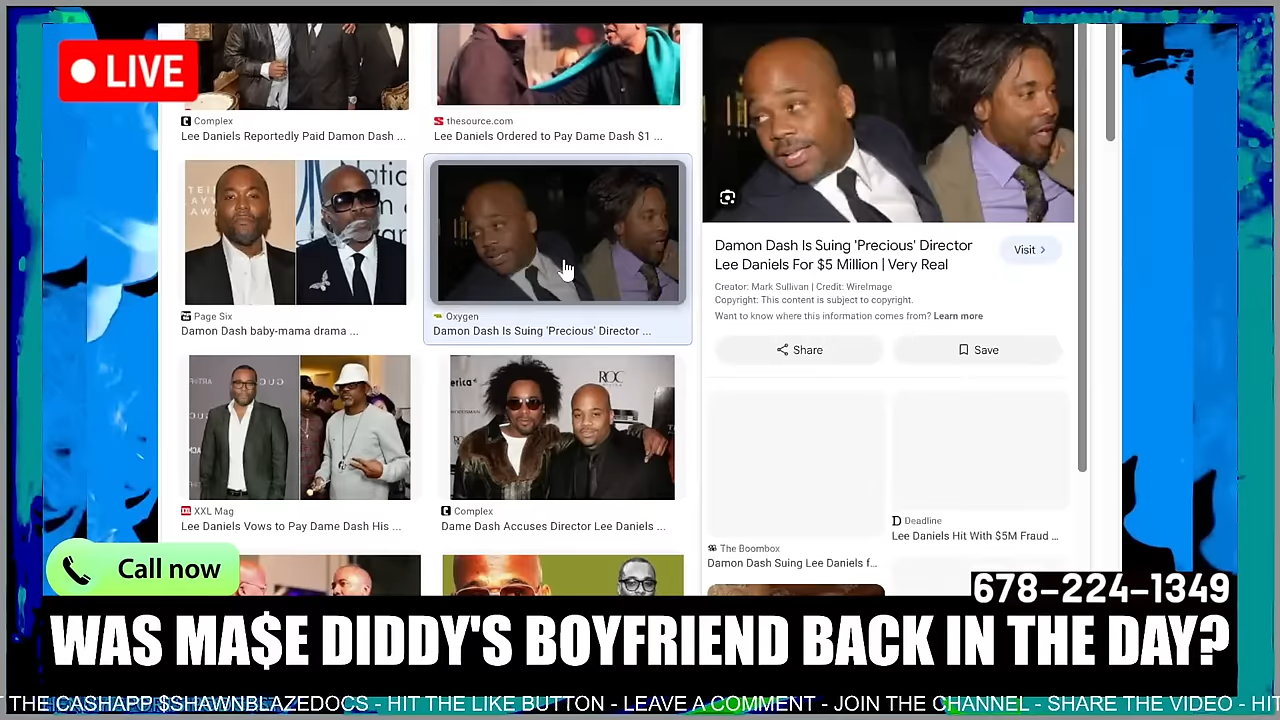 LIVE
Complex
Lee Daniels Reportedly Paid Damon Dash ...
thesource.com
Lee Daniels Ordered to Pay Dame Dash $1 ...
Page Six
Damon Dash baby-mama drama ...
Oxygen
Damon Dash Is Suing 'Precious' Director ...
XXL Mag
Lee Daniels Vows to Pay Dame Dash His ...
ROC
Complex
Dame Dash Accuses Director Lee Daniels ...
Damon Dash Is Suing 'Precious' Director
Lee Daniels For $5 Million | Very Real
Visit
Creator: Mark Sullivan | Credit: WireImage
Copyright: This content is subject to copyright.
Want to know where this information comes from? Learn more
Share
Save
The Boombox
Damon Dash Suing Lee Daniels f...
Deadline
Lee Daniels Hit With $5M Fraud ...
Call now
678-224-1349
WAS MA$E DIDDY'S BOYFRIEND BACK IN THE DAY?
THE CASHAPP $SHAWNBLAZEDOCS - HIT THE LIKE BUTTON - LEAVE A COMMENT - JOIN THE CHANNEL - SHARE THE VIDEO - HIT